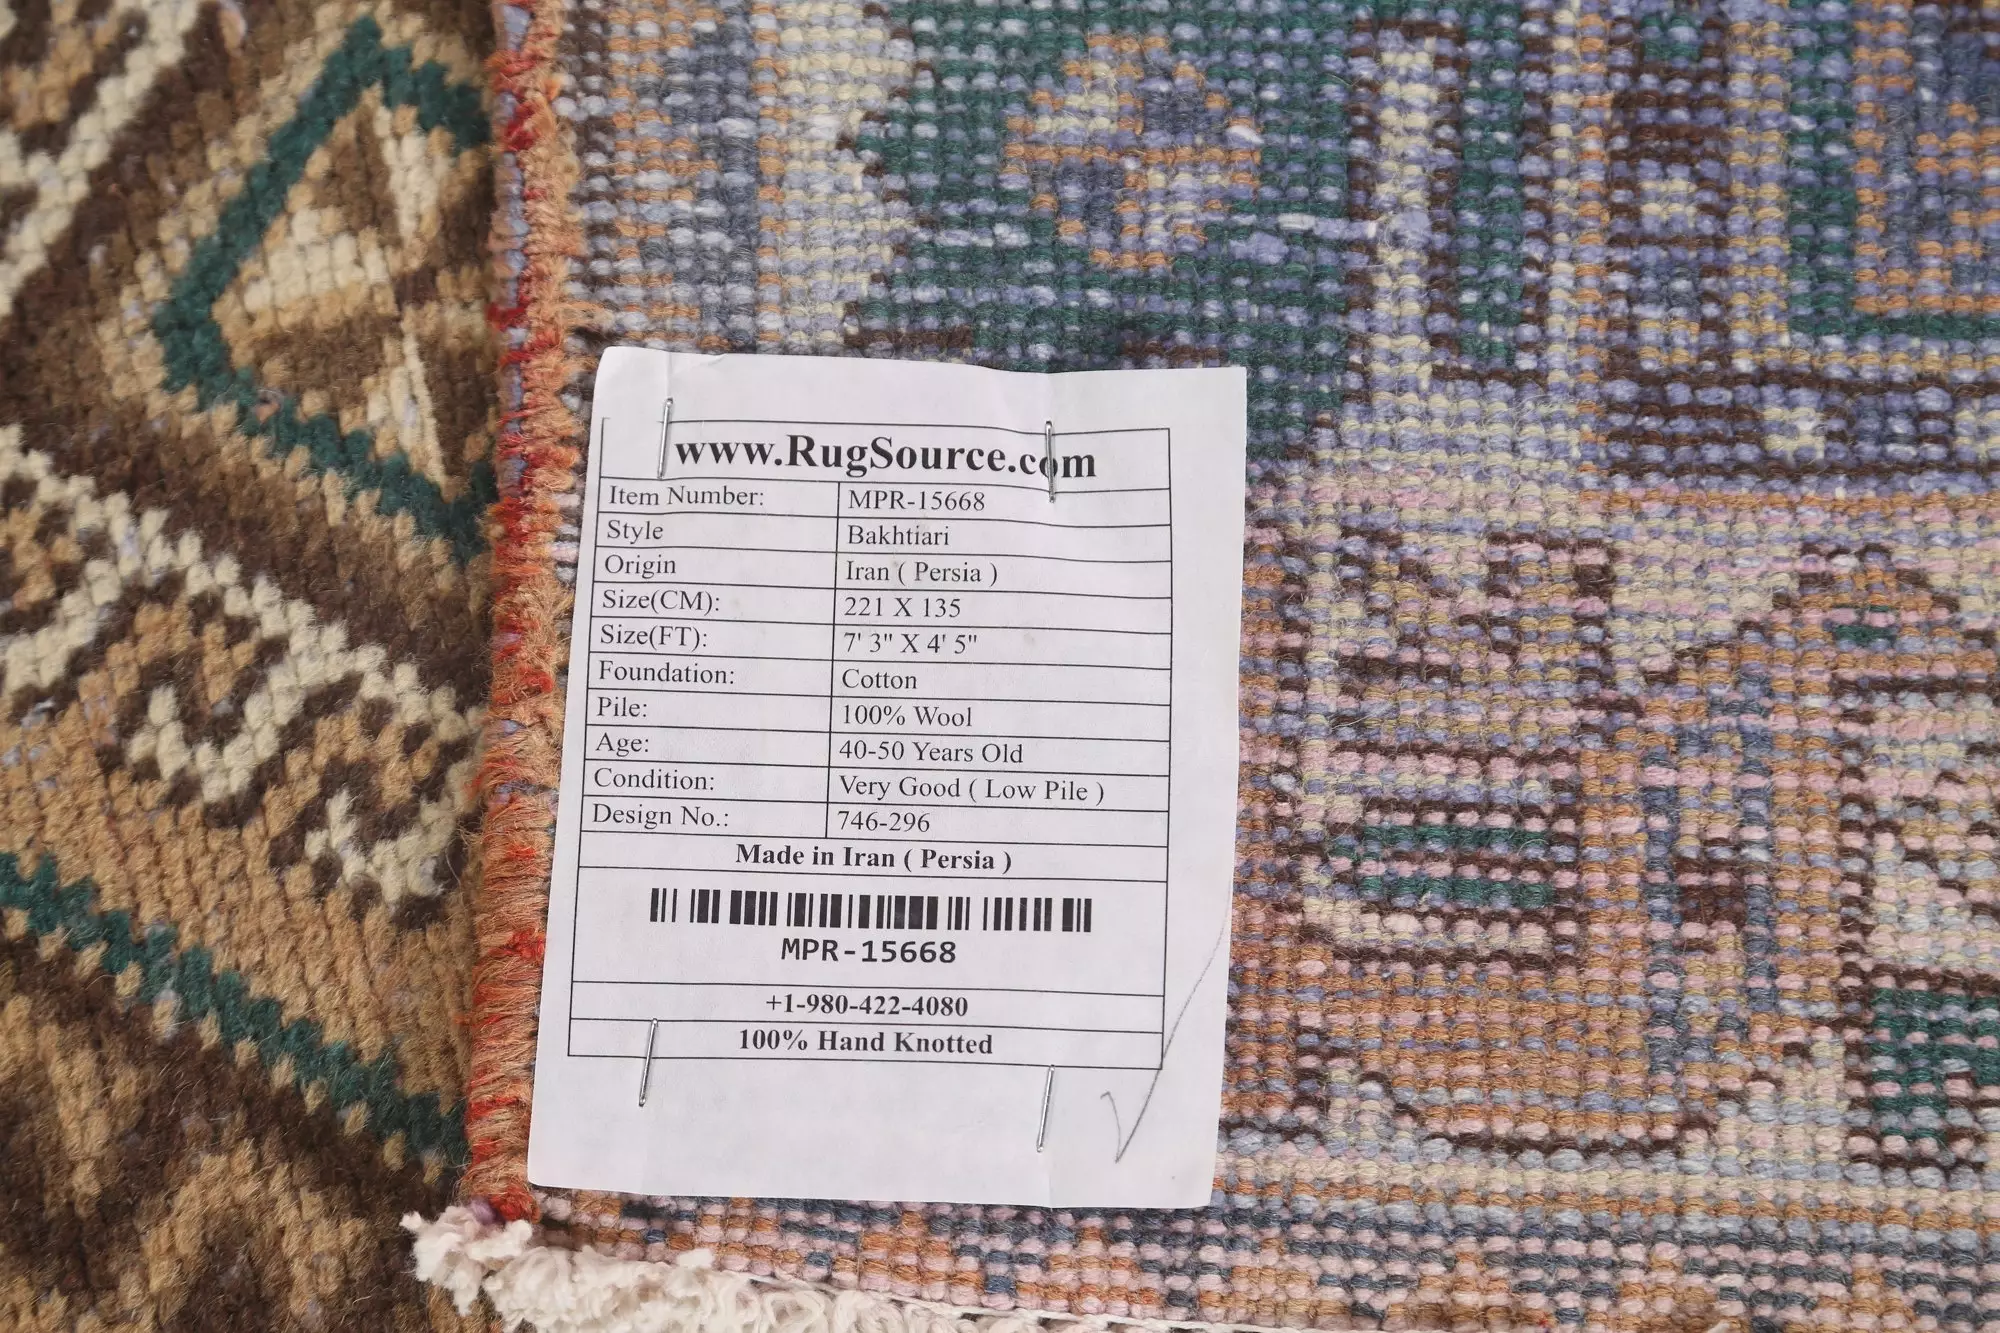 www.RugSource.com
Item Number: MPR-15668
Style Bakhtiari
Origin Iran ( Persia )
Size(CM): 221 X 135
Size(FT): 7' 3" X 4' 5"
Foundation: Cotton
Pile: 100% Wool
Age: 40-50 Years Old
Condition: Very Good ( Low Pile )
Design No.: 746-296
Made in Iran ( Persia )
MPR-15668
+1-980-422-4080
100% Hand Knotted